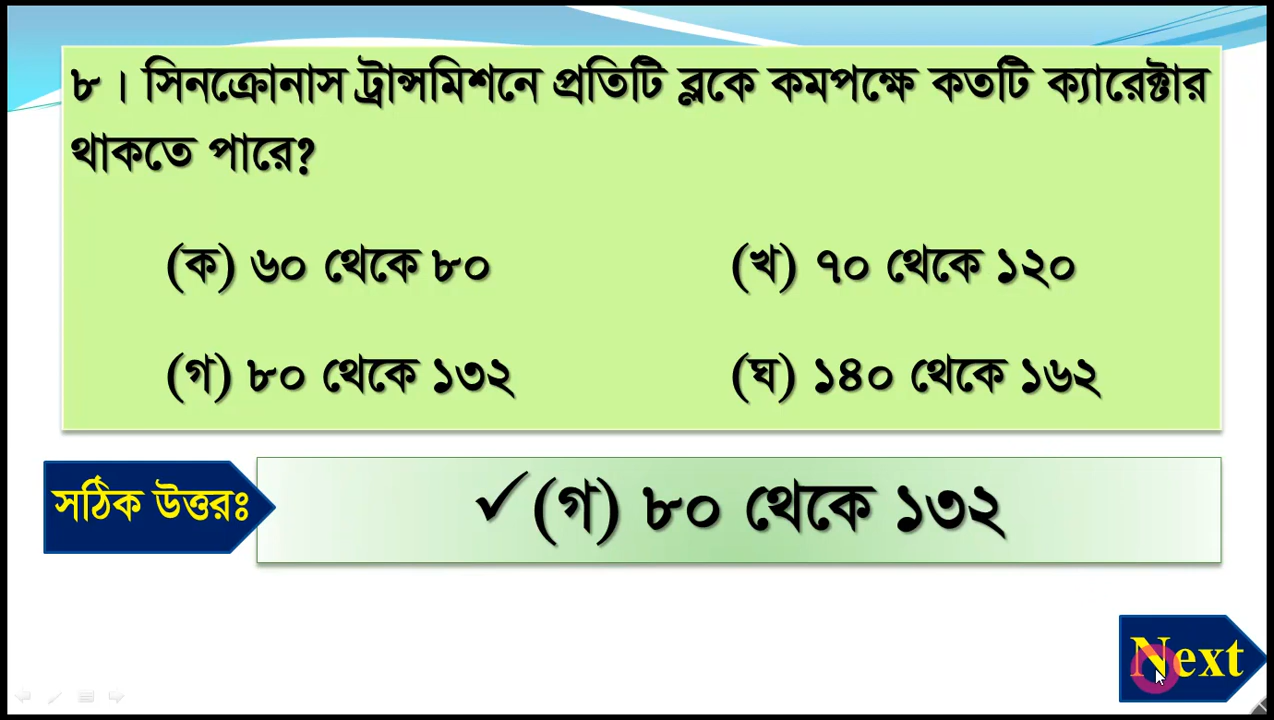 ৮। সিনক্রোনাস ট্রান্সমিশনে প্রতিটি ব্লকে কমপক্ষে কতটি ক্যারেক্টার
থাকতে পারে?
(ক) ৬০ থেকে ৮০ (খ) ৭০ থেকে ১২০
(গ) ৮০ থেকে ১৩২ (ঘ) ১৪০ থেকে ১৬২
সঠিক উত্তরঃ ✓(গ) ৮০ থেকে ১৩২
Next